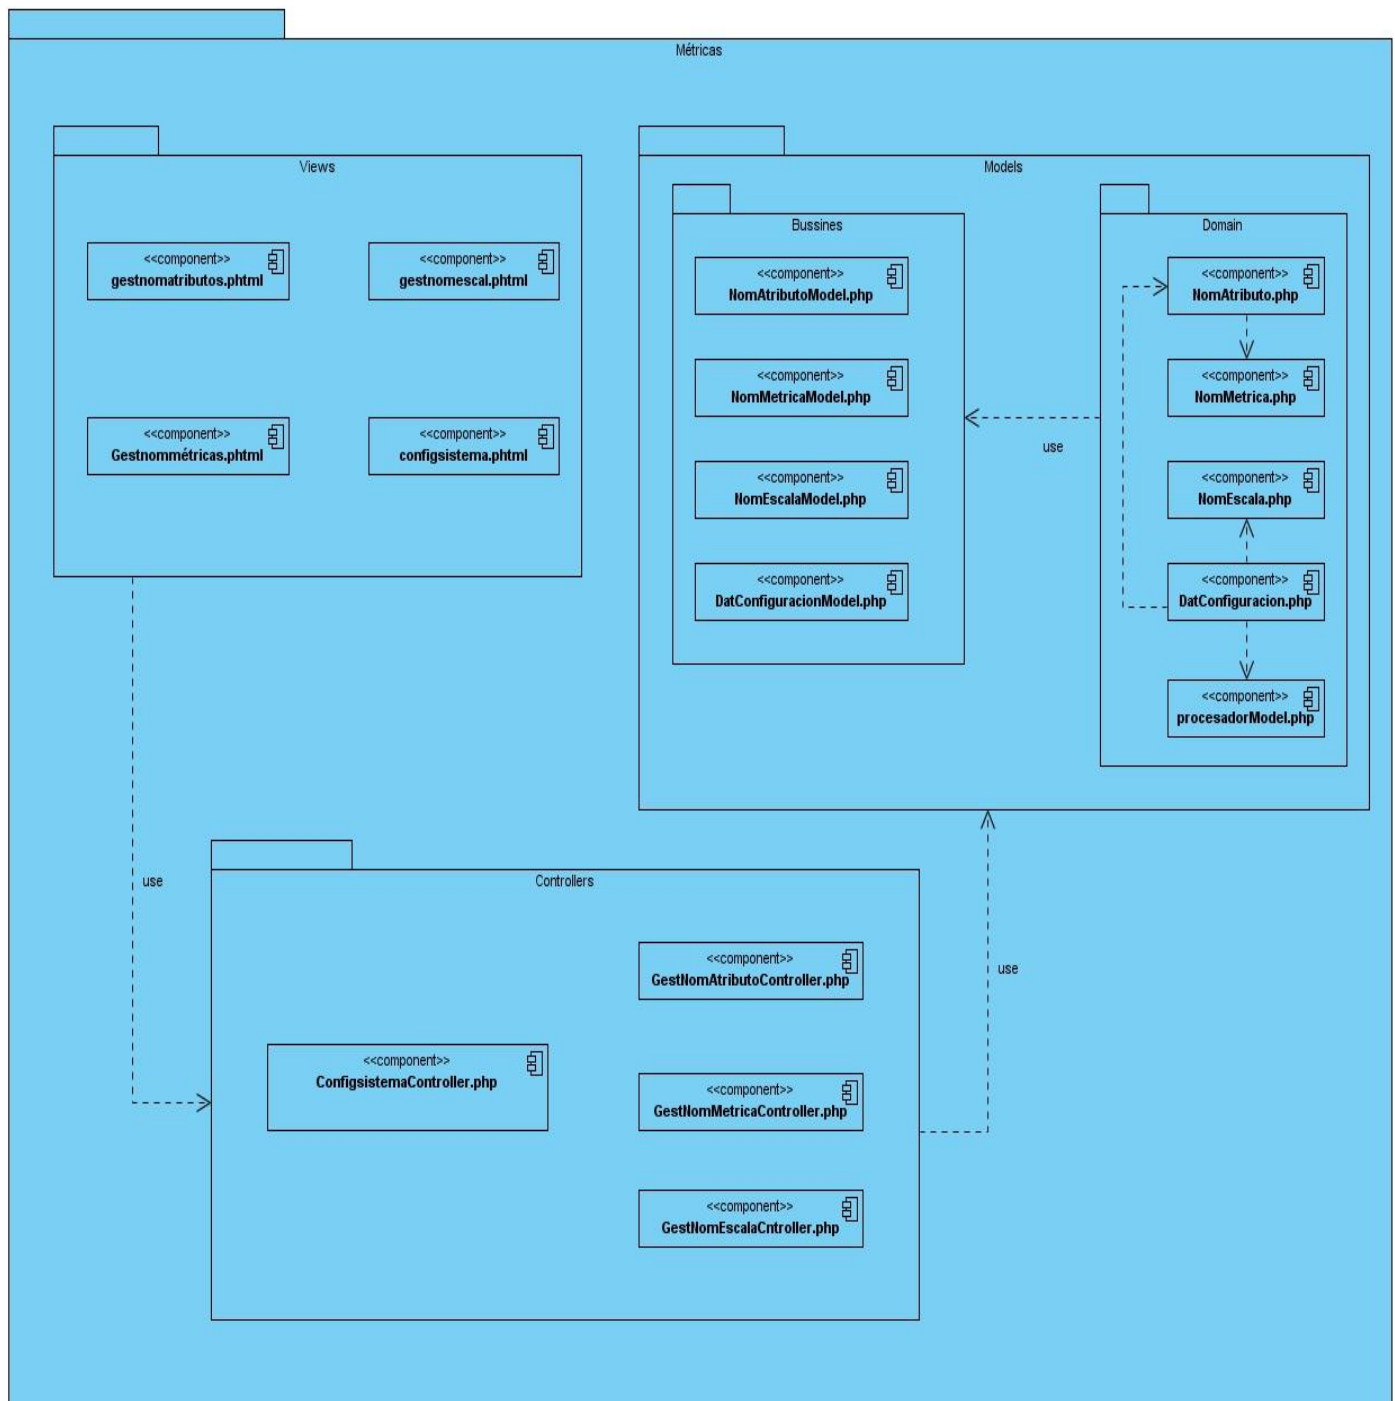 Métricas
Views
<<component>>
gestnomatributos.phtml
<<component>>
gestnomescal.phtml
<<component>>
Gestnommétricas.phtml
<<component>>
configsistema.phtml
Models
Bussines
<<component>>
NomAtributoModel.php
<<component>>
NomMetricaModel.php
<<component>>
NomEscalaModel.php
<<component>>
DatConfiguracionModel.php
use
Domain
<<component>>
NomAtributo.php
<<component>>
NomMetrica.php
<<component>>
NomEscala.php
<<component>>
DatConfiguracion.php
<<component>>
procesadorModel.php
use
Controllers
<<component>>
ConfigsistemaController.php
<<component>>
GestNomAtributoController.php
<<component>>
GestNomMetricaController.php
<<component>>
GestNomEscalaCntroller.php
use